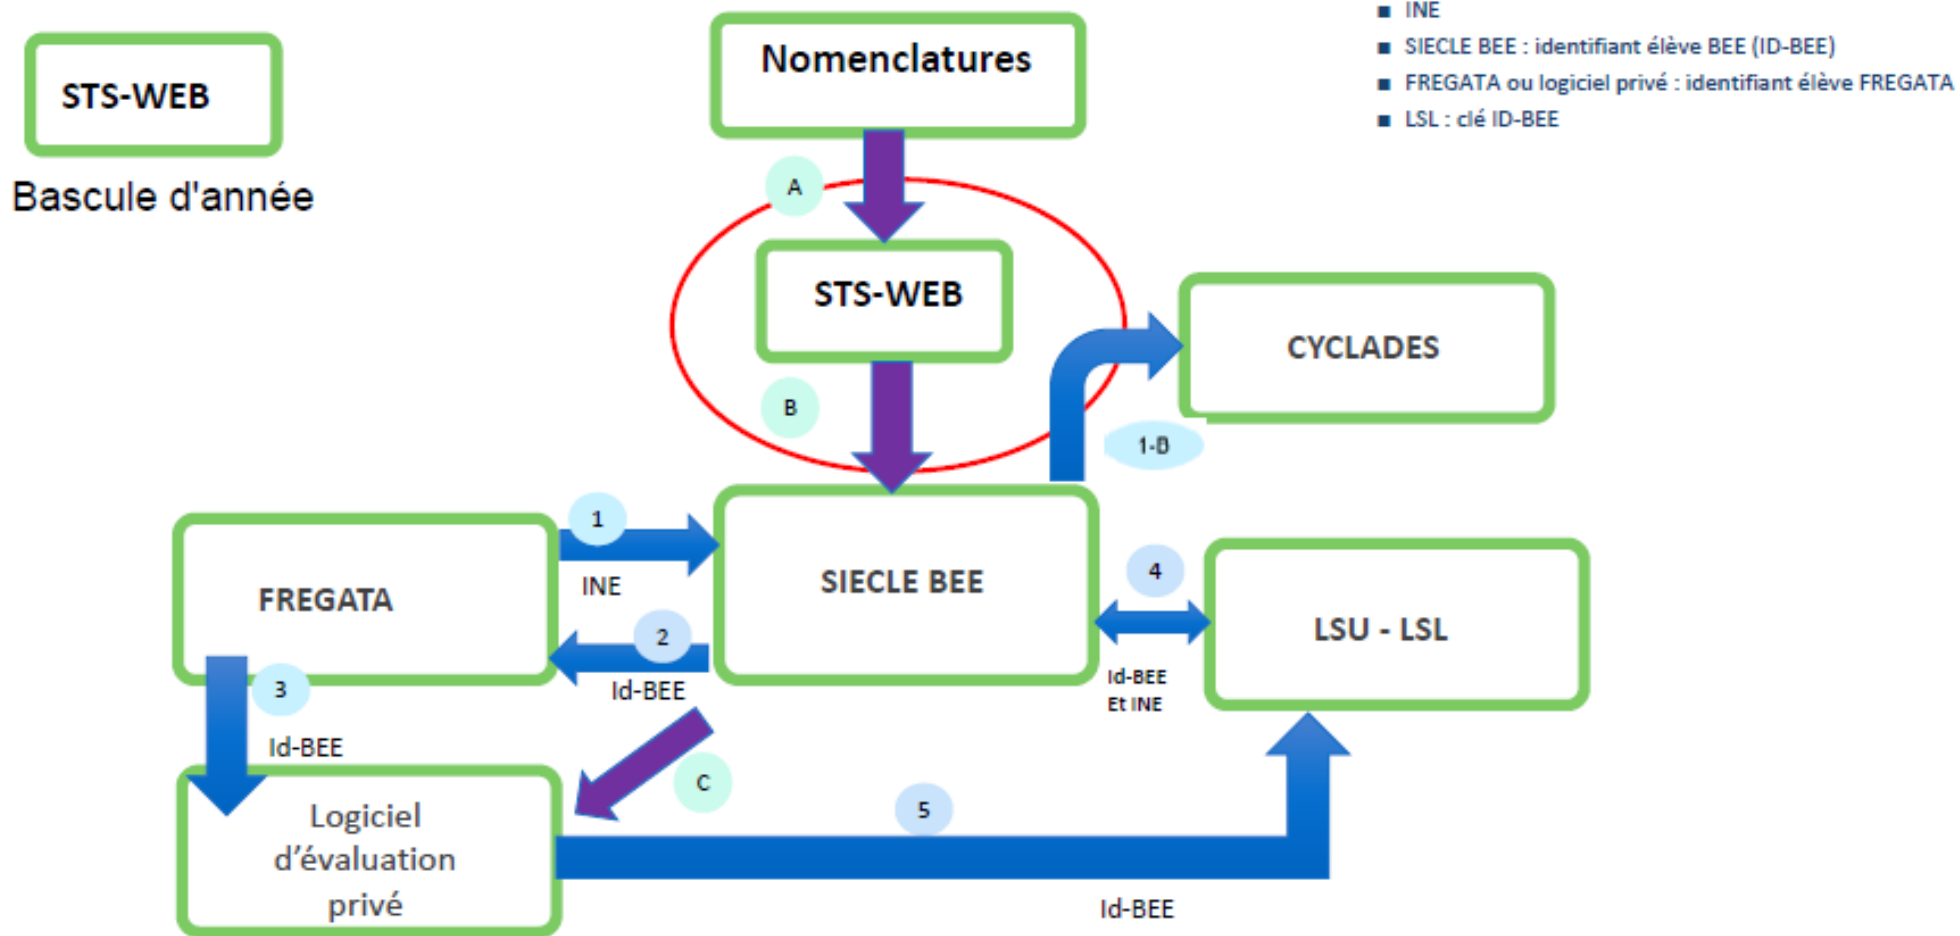 ■ INE
STS-WEB
Nomenclatures
■ SIECLE BEE : identifiant élève BEE (ID-BEE)
■ FREGATA ou logiciel privé : identifiant élève FREGATA
■ LSL : clé ID-BEE
Bascule d'année
A
STS-WEB
CYCLADES
B
1-B
1
INE
FREGATA
SIECLE BEE
4
LSU - LSL
2
Id-BEE
Id-BEE
Et INE
3
Id-BEE
C
Logiciel
d'évaluation
privé
5
Id-BEE